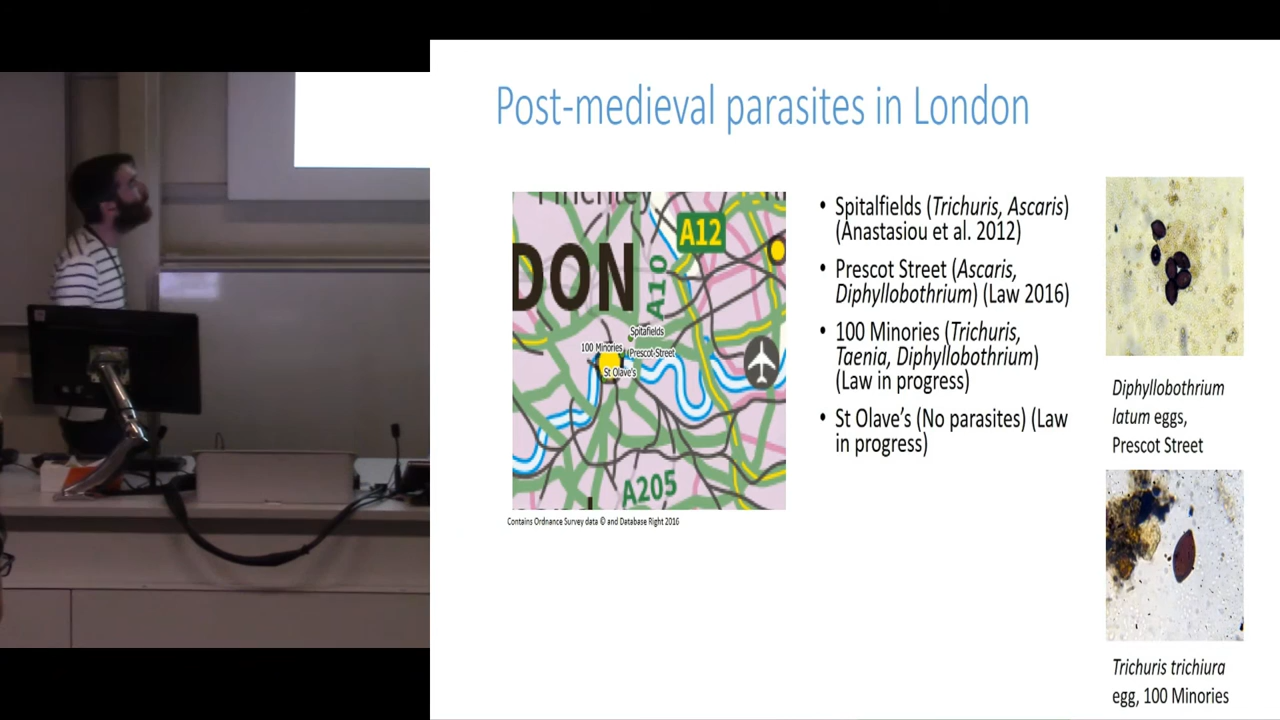 Post-medieval parasites in London
Finchley
A12
DON
A10
Spitafields
100 Minories
Prescot Street
St Olave's
A205
Contains Ordnance Survey data © and Database Right 2016
• Spitalfields (Trichuris, Ascaris)
(Anastasiou et al. 2012)
• Prescot Street (Ascaris,
Diphyllobothrium) (Law 2016)
• 100 Minories (Trichuris,
Taenia, Diphyllobothrium)
(Law in progress)
• St Olave's (No parasites) (Law
in progress)
Diphyllobothrium
latum eggs,
Prescot Street
Trichuris trichiura
egg, 100 Minories